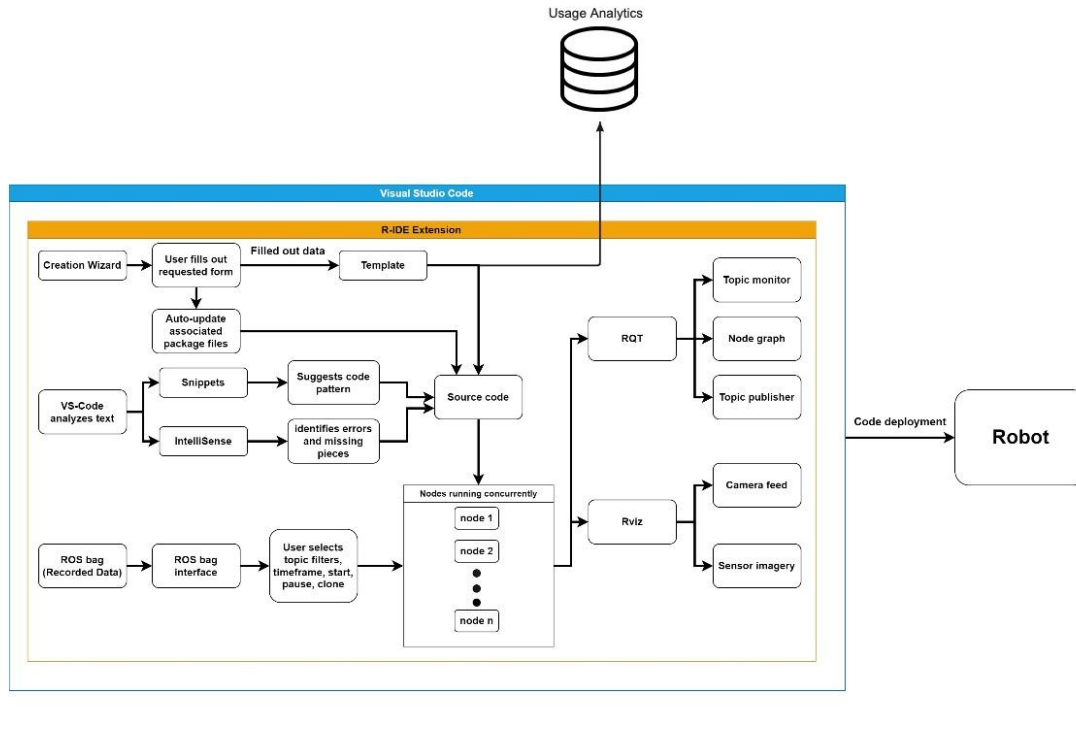 Usage Analytics
Visual Studio Code
R-IDE Extension
Creation Wizard
User fills out
requested form
Filled out data
Template
Auto-update
associated
package files
VS-Code
analyzes text
Snippets
Suggests code
pattern
IntelliSense
identifies errors
and missing
pieces
Source code
ROS bag
(Recorded Data)
ROS bag
interface
User selects
topic filters,
timeframe, start,
pause, clone
Nodes running concurrently
node 1
node 2
node n
RQT
Topic monitor
Node graph
Topic publisher
Rviz
Camera feed
Sensor imagery
Code deployment
Robot